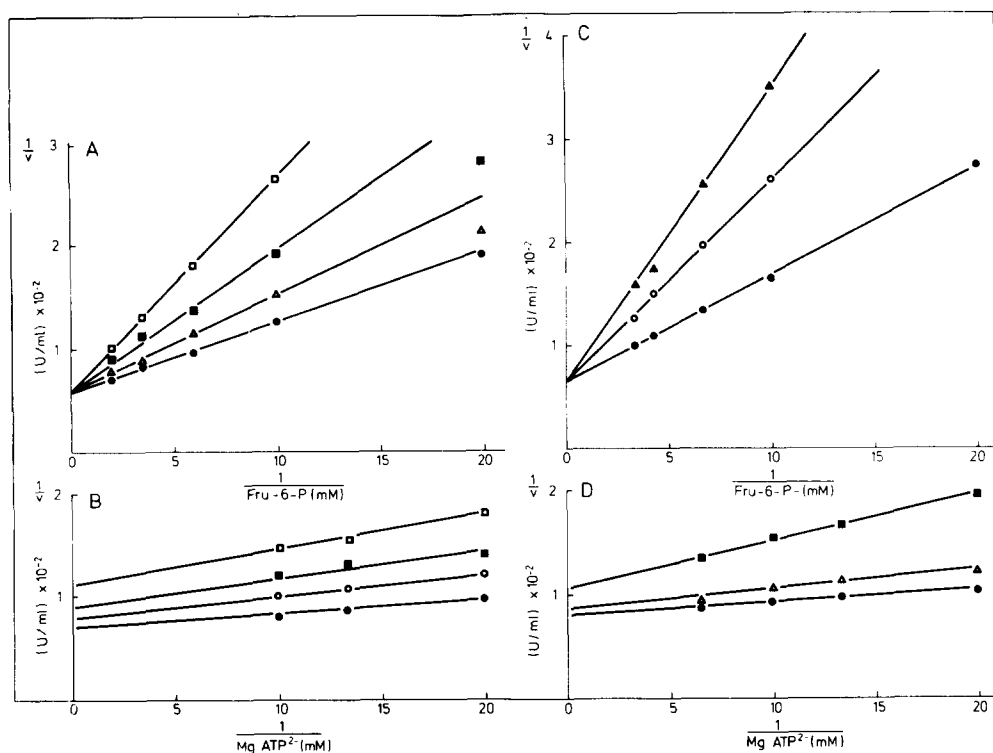 A
1/v
3
2
1
(U/ml) × 10-2
0 5 10 15 20
1
Fru-6-P (mM)
C
1/v
4
3
2
1
(U/ml) × 10-2
0 5 10 15 20
1
Fru-6-P-(mM)
B
1/v
2
1
(U/ml) × 10-2
0 5 10 15 20
1
Mg ATP2-(mM)
D
1/v
2
1
(U/ml) × 10-2
0 5 10 15 20
1
Mg ATP2-(mM)